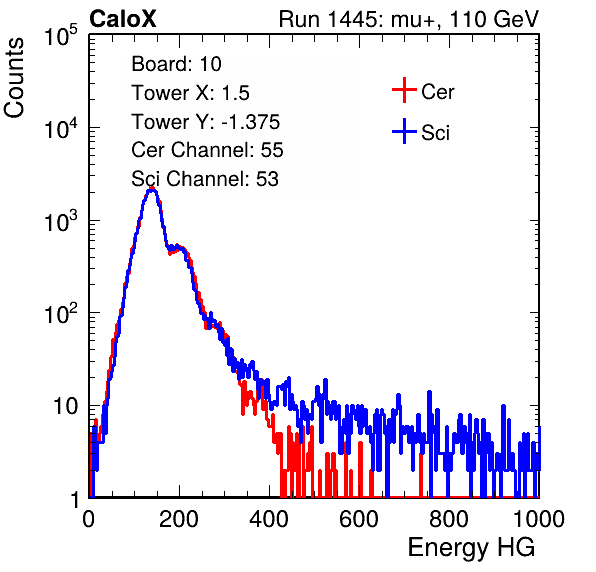 CaloX Run 1445: mu+, 110 GeV
Counts
Board: 10
Tower X: 1.5
Tower Y: -1.375
Cer Channel: 55
Sci Channel: 53
Cer
Sci
10^5
10^4
10^3
10^2
10
1
0 200 400 600 800 1000
Energy HG